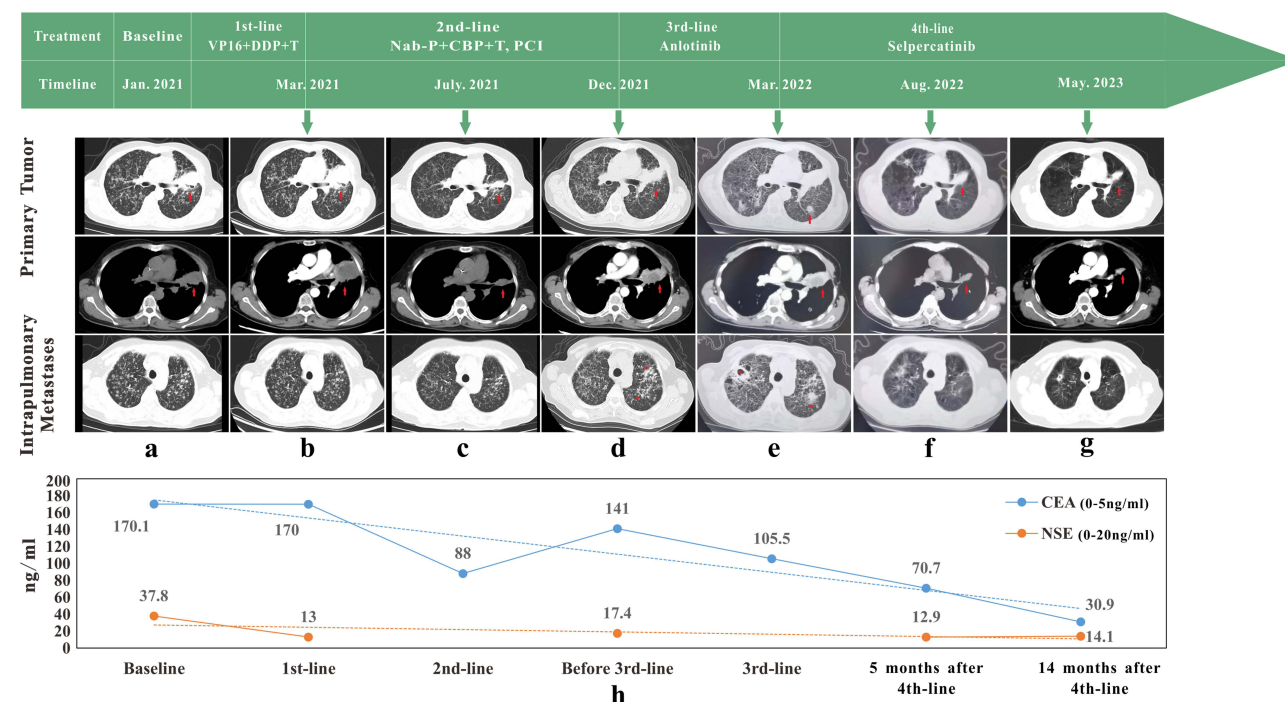 Treatment Baseline 1st-line 2nd-line 3rd-line 4th-line
VP16+DDP+T Nab-P+CBP+T, PCI Anlotinib Selpercatinib
Timeline Jan. 2021 Mar. 2021 July. 2021 Dec. 2021 Mar. 2022 Aug. 2022 May. 2023
Primary Tumor
Intrapulmonary
Metastases
a b c d e f g
200
180
160
140
120
100
80
60
40
20
0
ng/ml
170.1 170 88 141 105.5 70.7 30.9
37.8 13 17.4 12.9 14.1
CEA (0-5ng/ml)
NSE (0-20ng/ml)
Baseline 1st-line 2nd-line Before 3rd-line 3rd-line 5 months after 14 months after
4th-line 4th-line
h